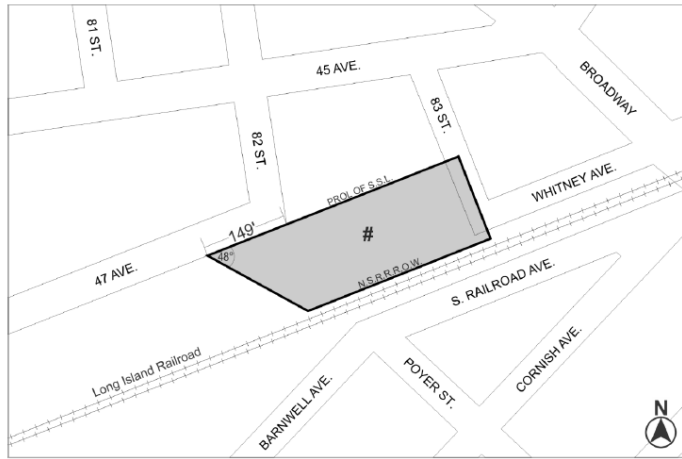 81 ST.
45 AVE.
BROADWAY
83 ST.
82 ST.
PROL OF S.S.L.
WHITNEY AVE.
149'
#
48°
47 AVE.
N S.R.R.R.O.W.
S. RAILROAD AVE.
Long Island Railroad
CORNISH AVE.
POYER ST.
BARNWELL AVE.
N